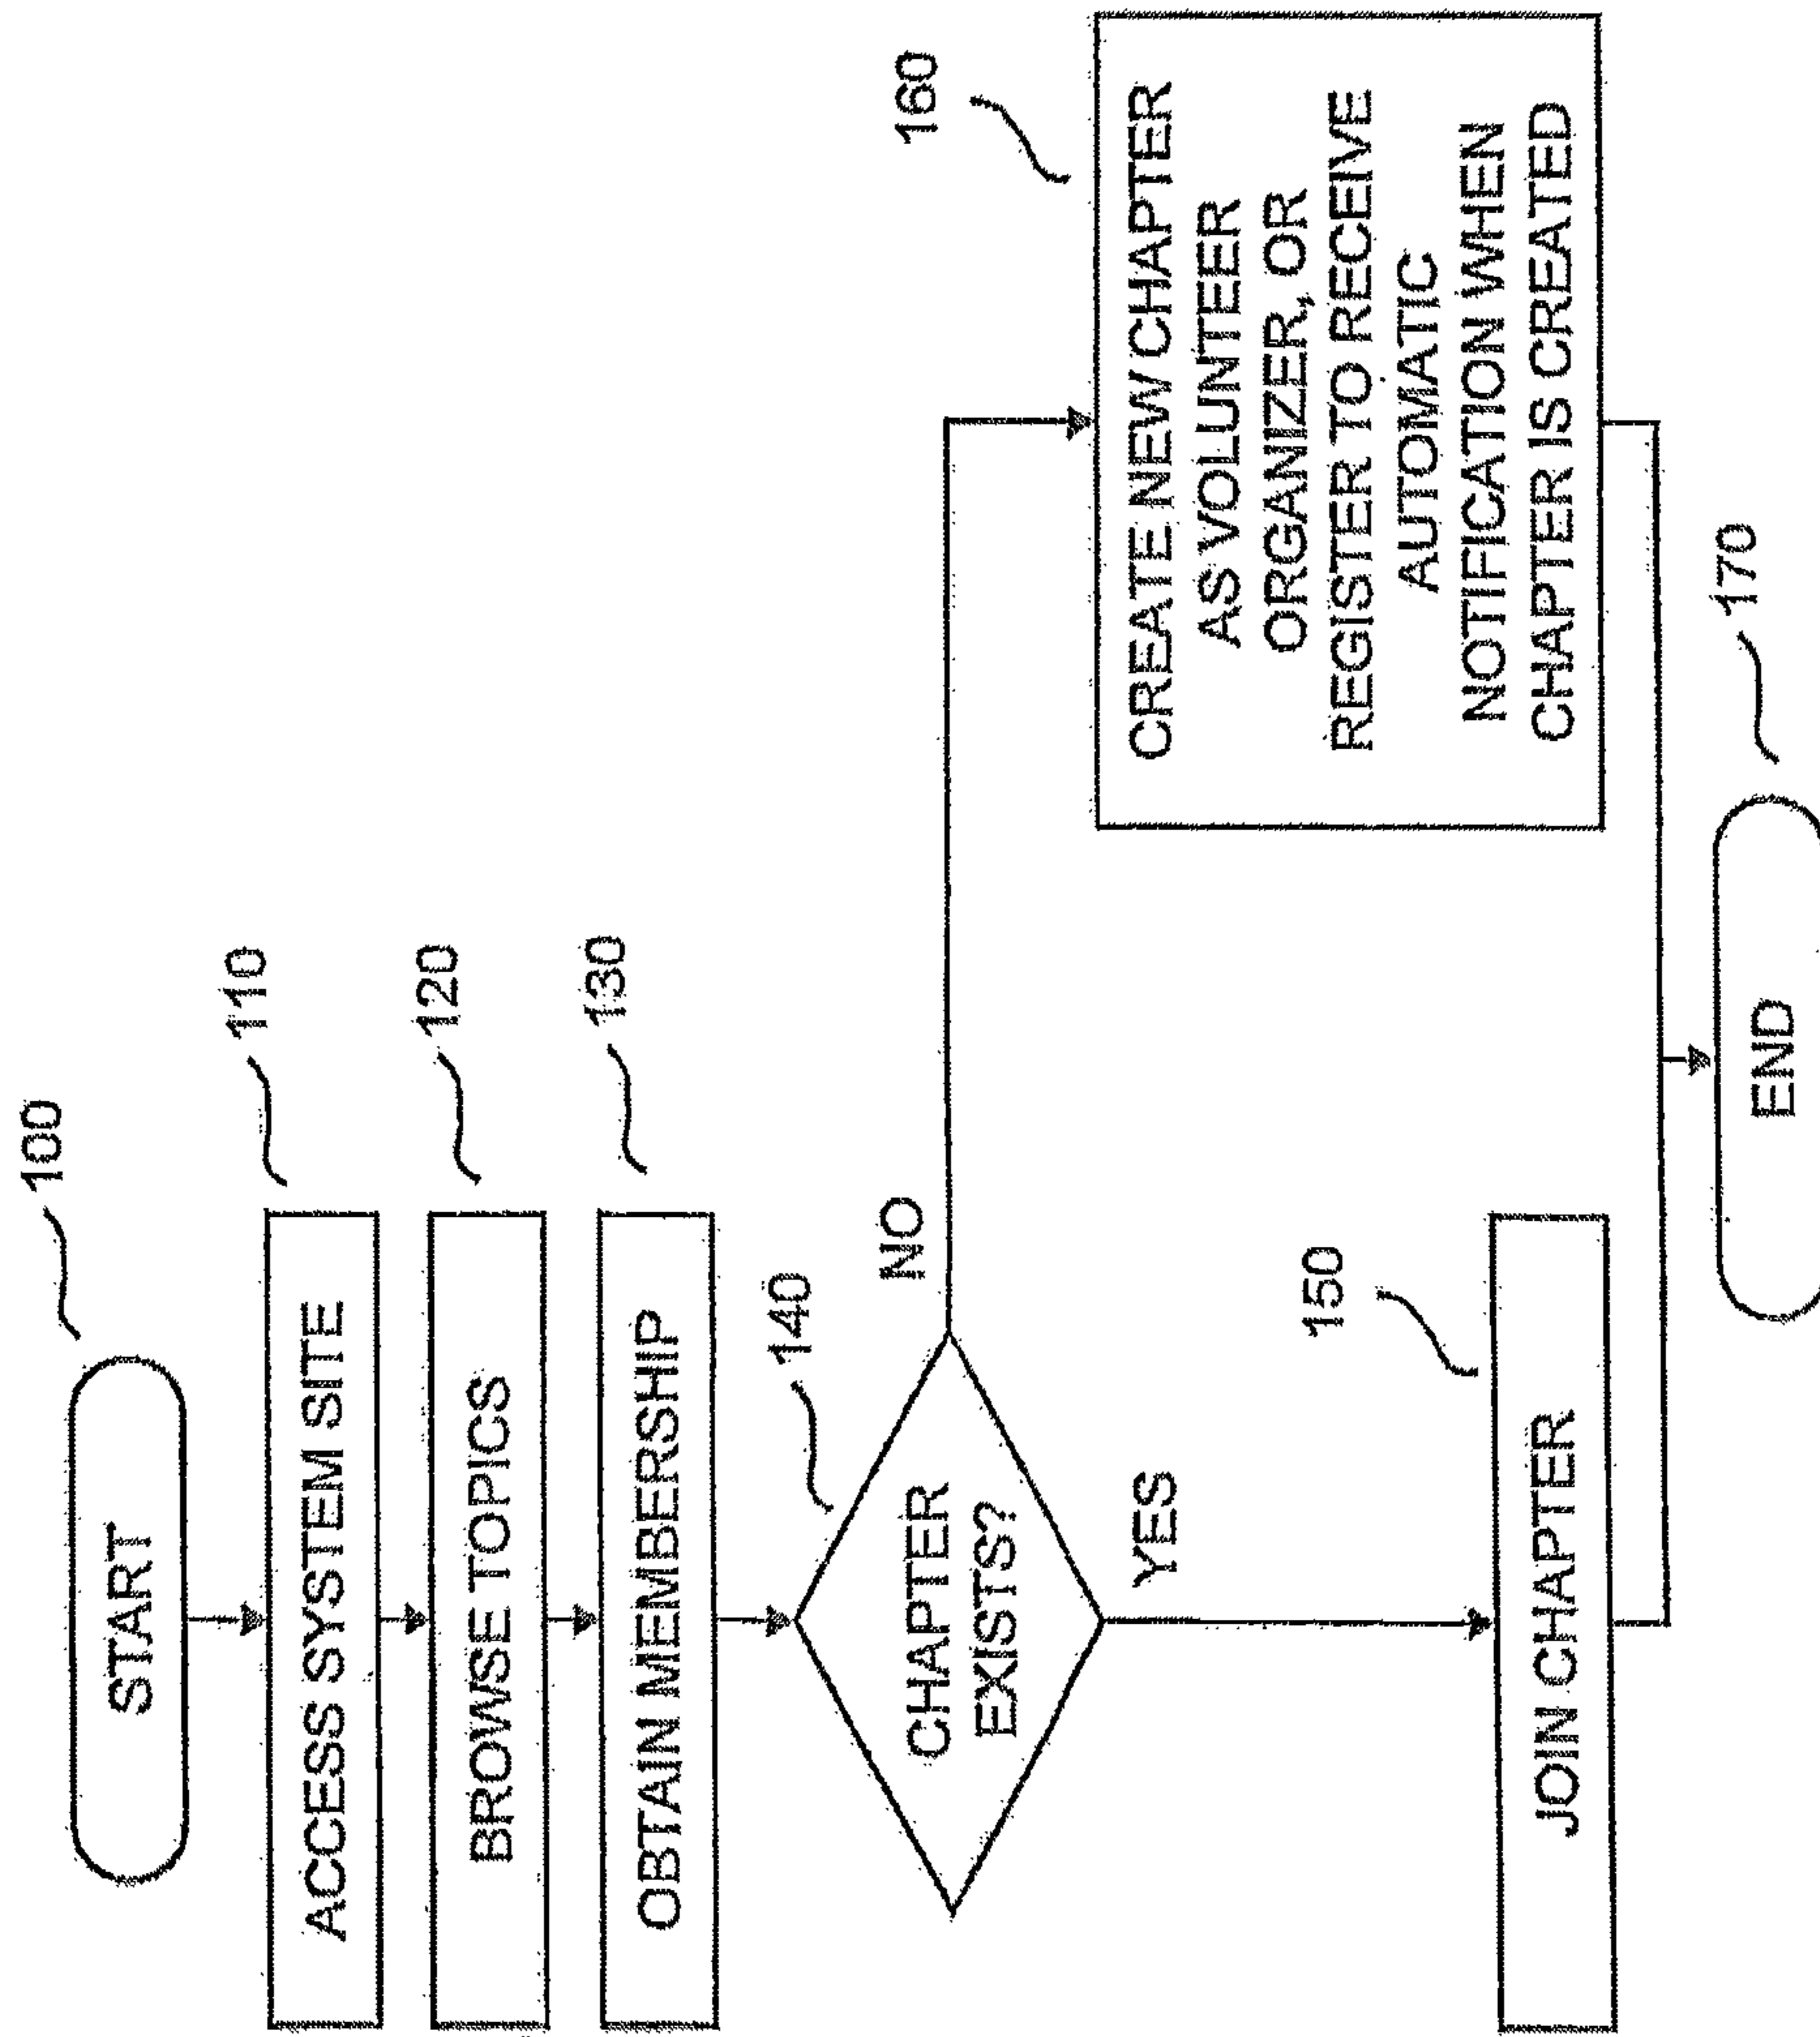 100
START
110
ACCESS SYSTEM SITE
120
BROWSE TOPICS
130
OBTAIN MEMBERSHIP
140
CHAPTER
EXISTS?
NO
YES
150
JOIN CHAPTER
160
CREATE NEW CHAPTER
AS VOLUNTEER
ORGANIZER, OR
REGISTER TO RECEIVE
AUTOMATIC
NOTIFICATION WHEN
CHAPTER IS CREATED
170
END